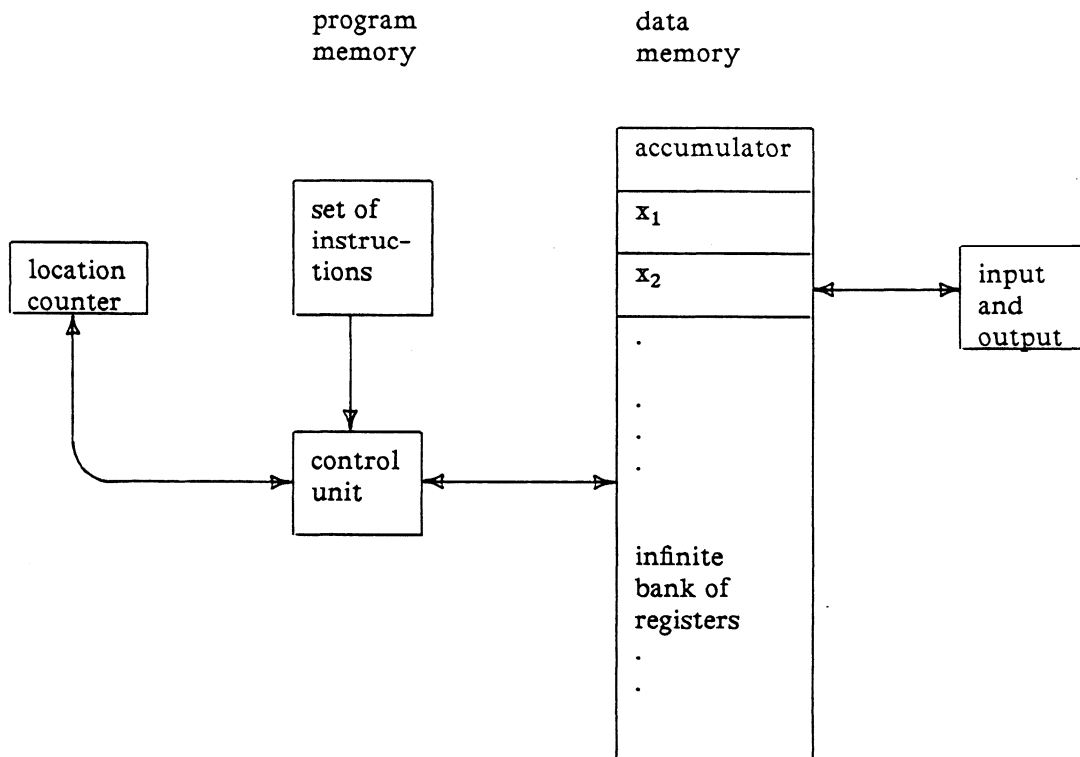 program
memory
data
memory
accumulator
x₁
x₂
.
.
.
.
infinite
bank of
registers
.
.
set of
instruc-
tions
location
counter
control
unit
input
and
output